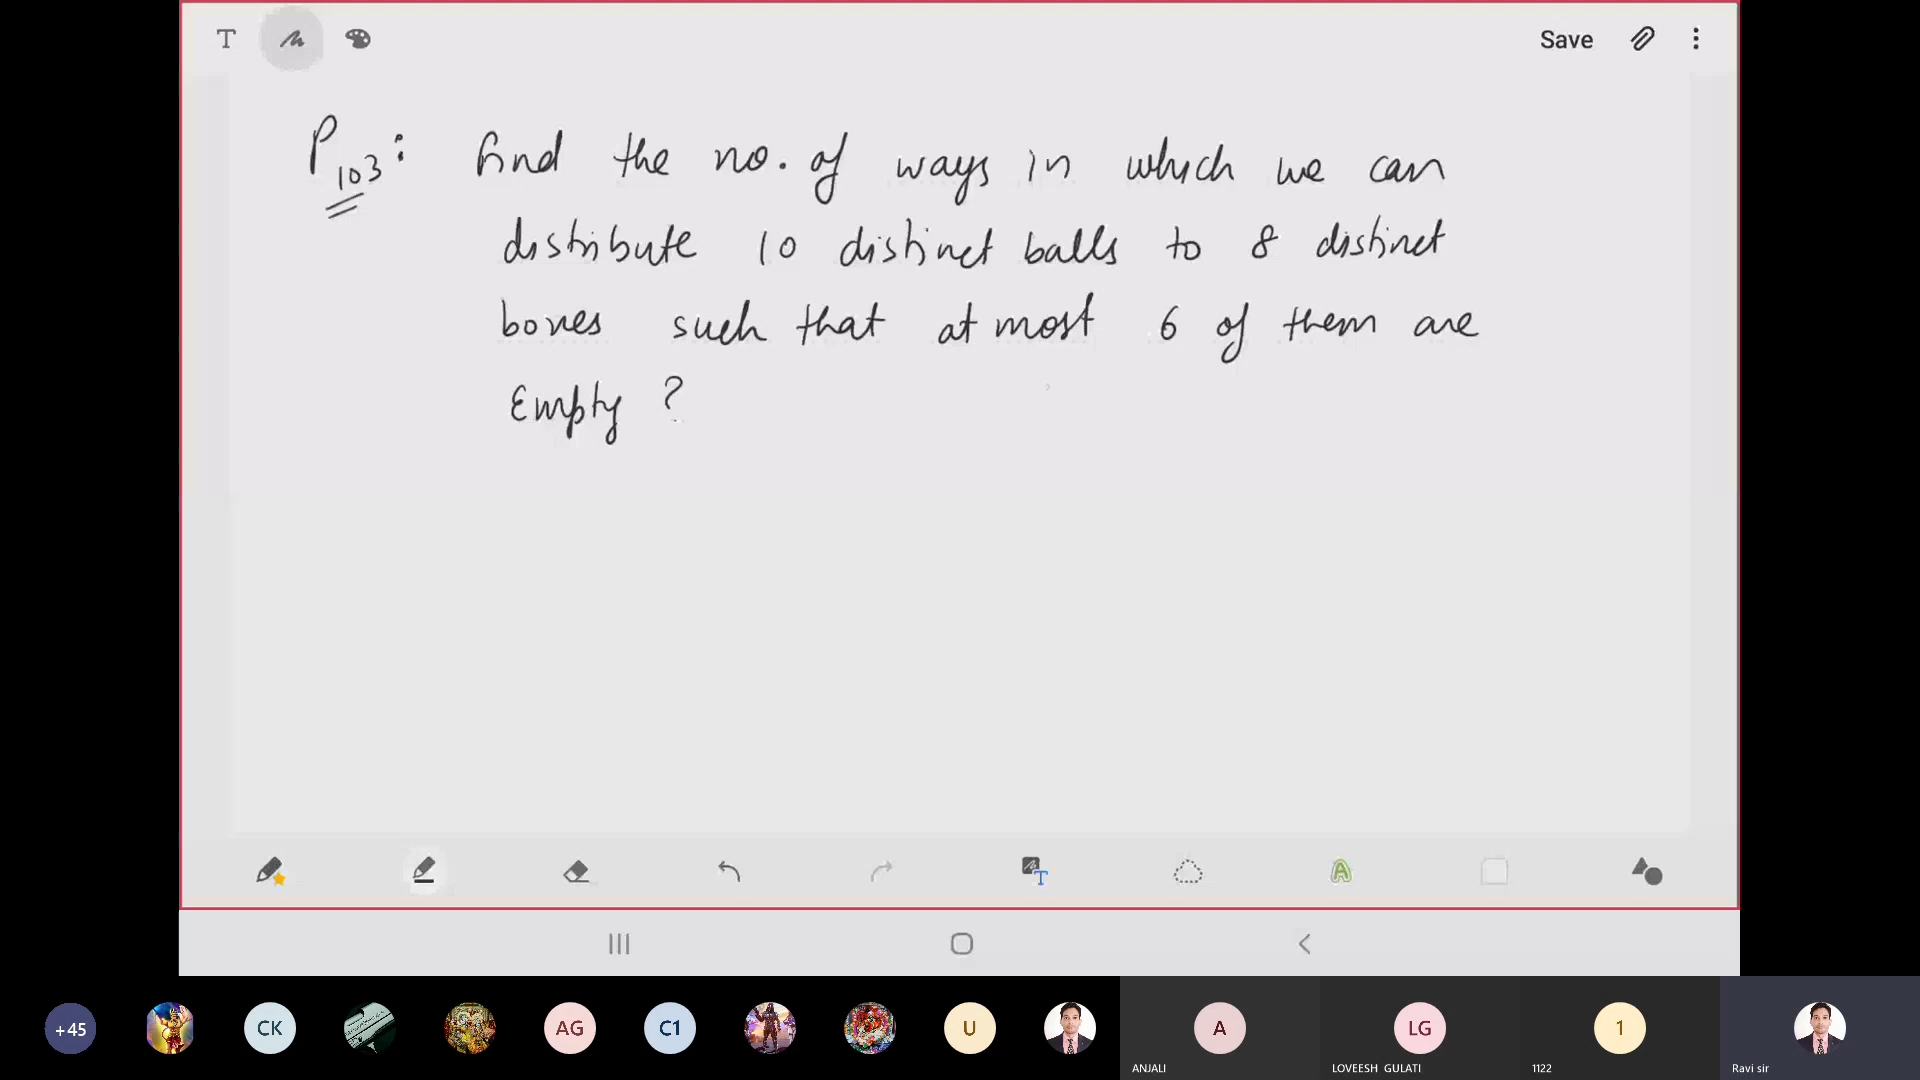 T
Save
P103: find the no. of ways in which we can
distribute 10 distinct balls to 8 distinct
boxes such that at most 6 of them are
Empty ?
T
A
+45
CK
AG
C1
U
A
LG
1
ANJALI
LOVEESH GULATI
1122
Ravi sir